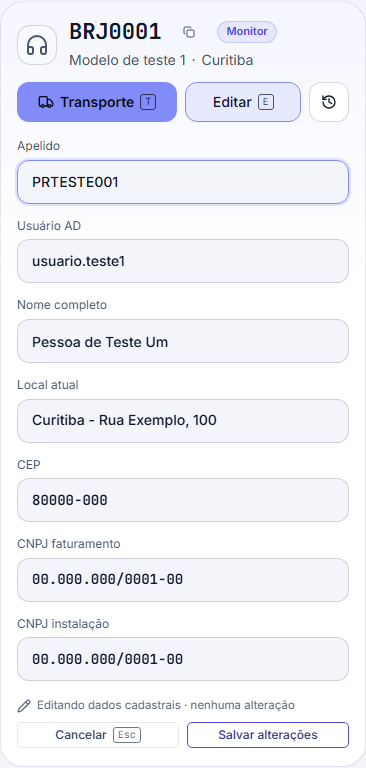 BRJ0001 Monitor
Modelo de teste 1 · Curitiba
Transporte T Editar E
Apelido
PRTESTE001
Usuário AD
usuario.teste1
Nome completo
Pessoa de Teste Um
Local atual
Curitiba - Rua Exemplo, 100
CEP
80000-000
CNPJ faturamento
00.000.000/0001-00
CNPJ instalação
00.000.000/0001-00
Editando dados cadastrais · nenhuma alteração
Cancelar Esc Salvar alterações